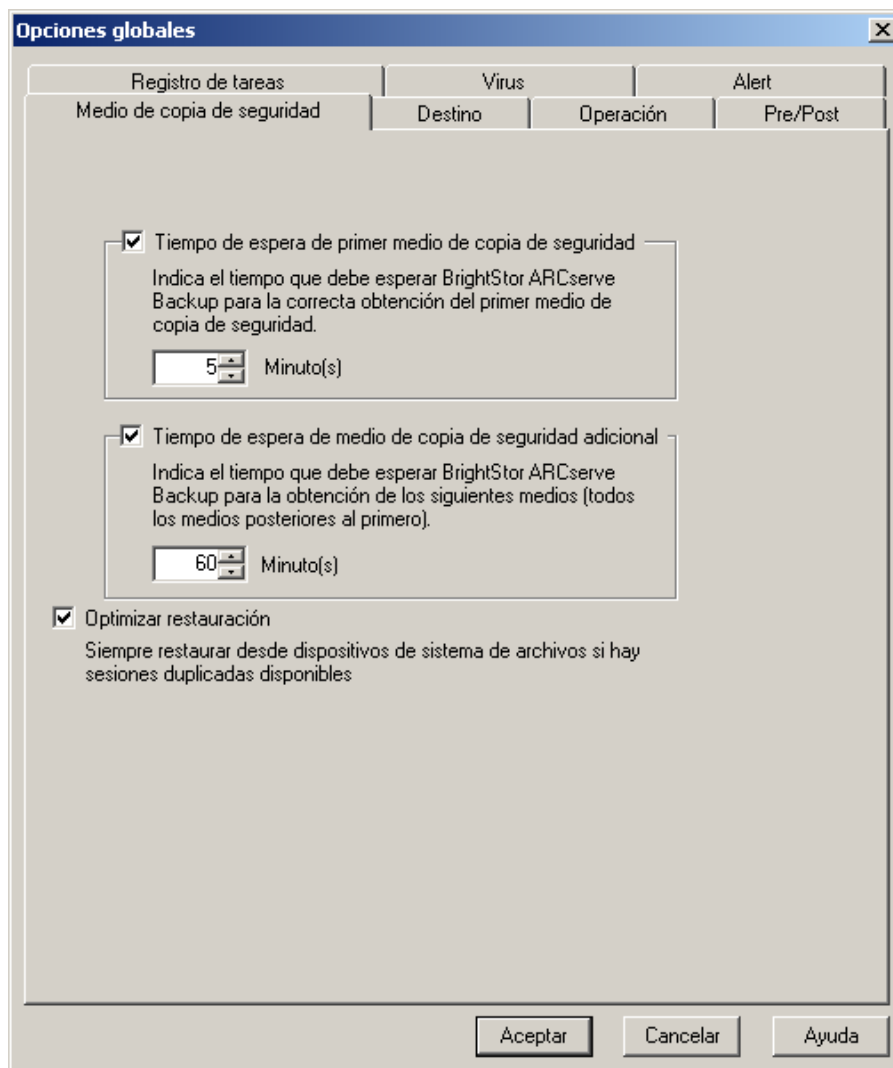 Opciones globales
Registro de tareas
Virus
Alert
Medio de copia de seguridad
Destino
Operación
Pre/Post
Tiempo de espera de primer medio de copia de seguridad
Indica el tiempo que debe esperar BrightStor ARCserve
Backup para la correcta obtención del primer medio de
copia de seguridad.
5 Minuto(s)
Tiempo de espera de medio de copia de seguridad adicional
Indica el tiempo que debe esperar BrightStor ARCserve
Backup para la obtención de los siguientes medios (todos
los medios posteriores al primero).
60 Minuto(s)
Optimizar restauración
Siempre restaurar desde dispositivos de sistema de archivos si hay
sesiones duplicadas disponibles
Aceptar
Cancelar
Ayuda